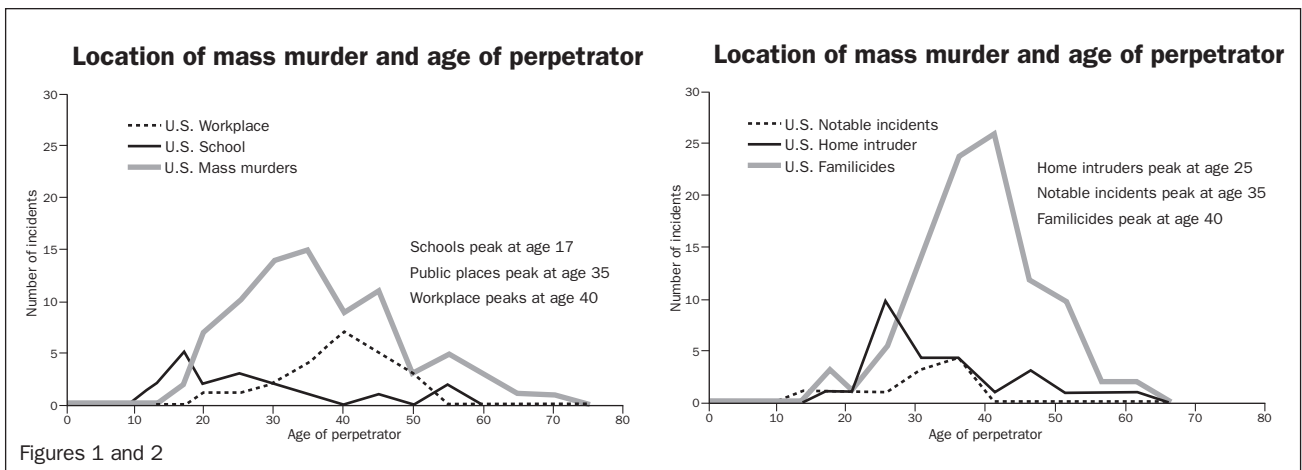 Location of mass murder and age of perpetrator
30
25
20
15
10
5
0
Number of incidents
U.S. Workplace
U.S. School
U.S. Mass murders
Schools peak at age 17
Public places peak at age 35
Workplace peaks at age 40
0 10 20 30 40 50 60 70 80
Age of perpetrator
Location of mass murder and age of perpetrator
30
25
20
15
10
5
0
Number of incidents
U.S. Notable incidents
U.S. Home intruder
U.S. Familicides
Home intruders peak at age 25
Notable incidents peak at age 35
Familicides peak at age 40
0 10 20 30 40 50 60 70 80
Age of perpetrator
Figures 1 and 2